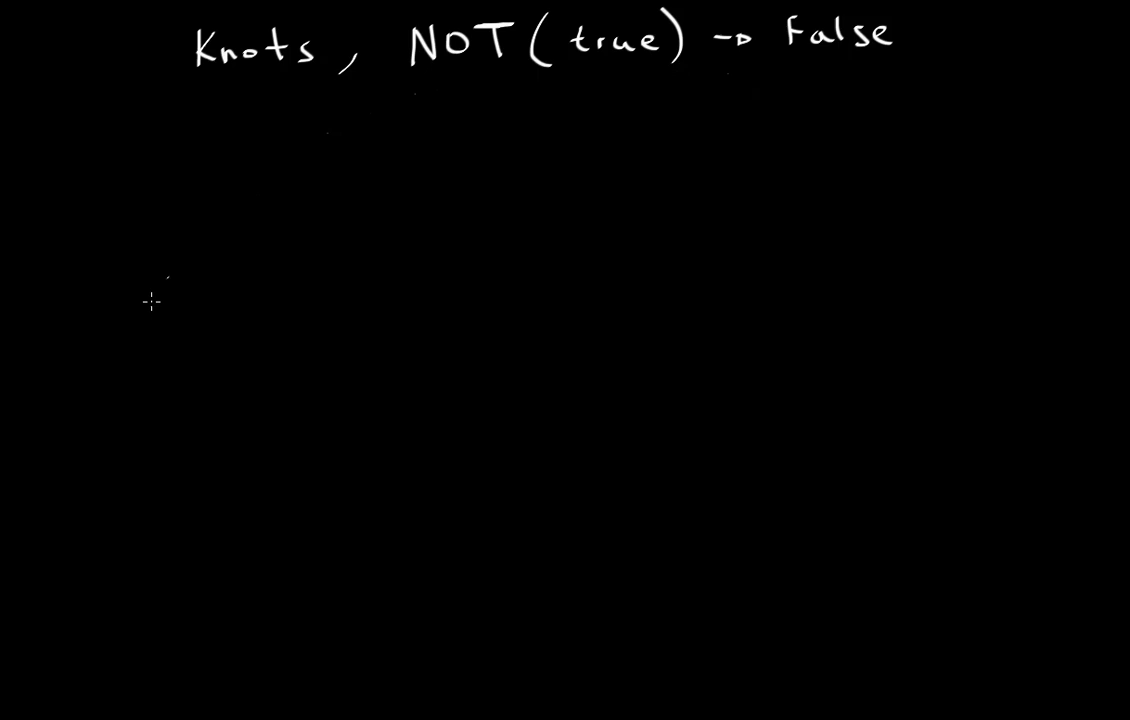 Knots, NOT(true) → False